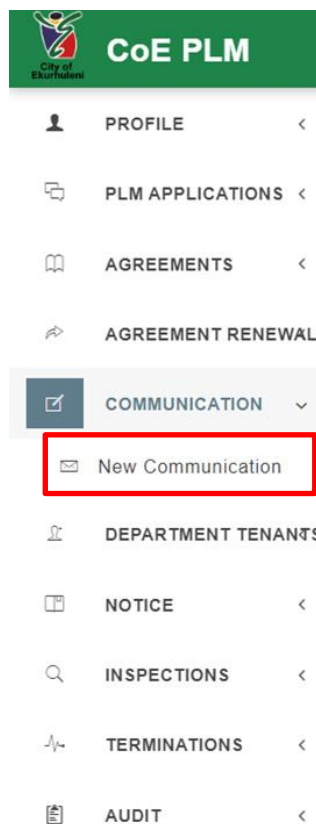 City of
Ekurhuleni
CoE PLM
PROFILE
PLM APPLICATIONS
AGREEMENTS
AGREEMENT RENEWAL
COMMUNICATION
New Communication
DEPARTMENT TENANTS
NOTICE
INSPECTIONS
TERMINATIONS
AUDIT